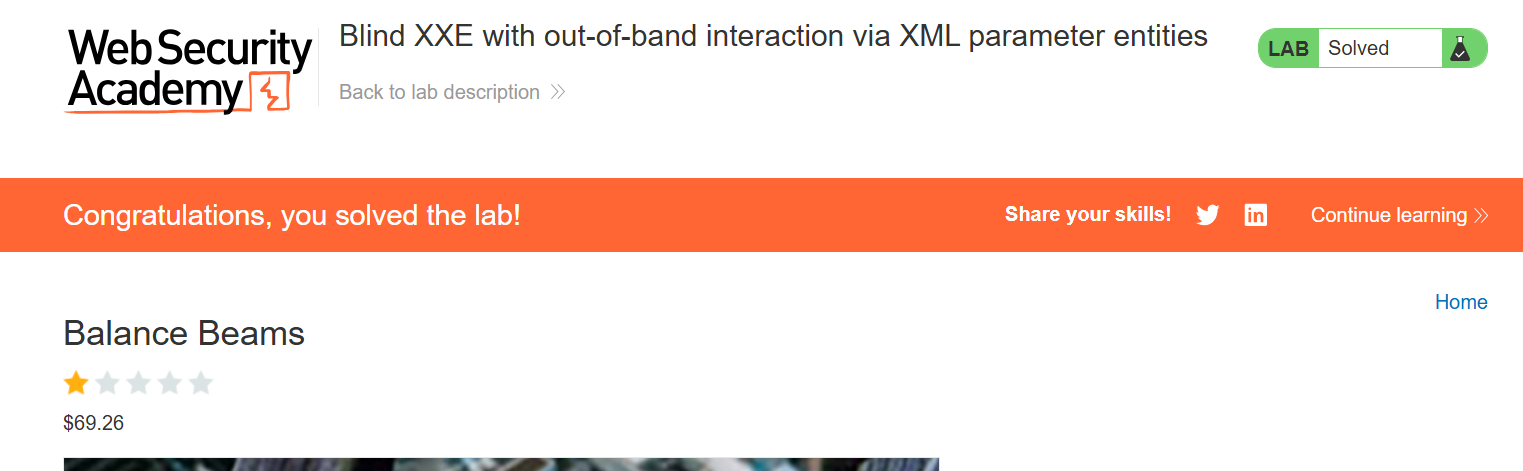 Web Security
Academy
Blind XXE with out-of-band interaction via XML parameter entities
Back to lab description
LAB Solved
Congratulations, you solved the lab!
Share your skills!
Continue learning
Home
Balance Beams
$69.26